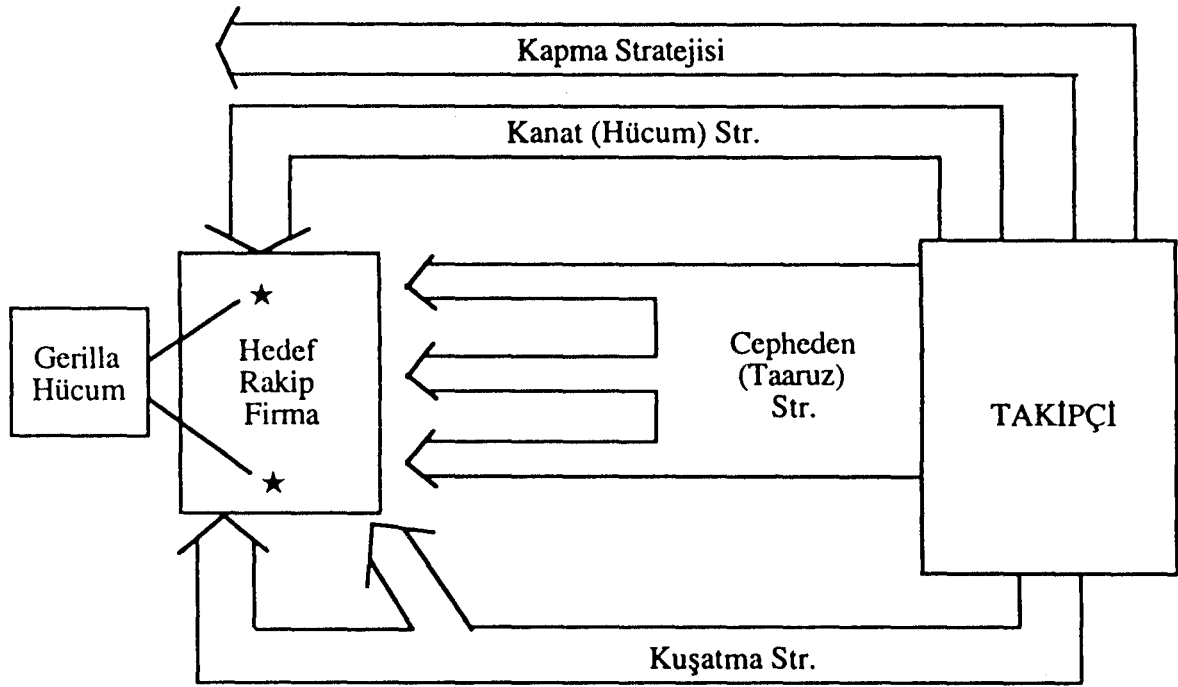 Kapma Stratejisi
Kanat (Hücum) Str.
Gerilla
Hücum
Hedef
Rakip
Firma
Cepheden
(Taaruz)
Str.
TAKİPÇİ
Kuşatma Str.